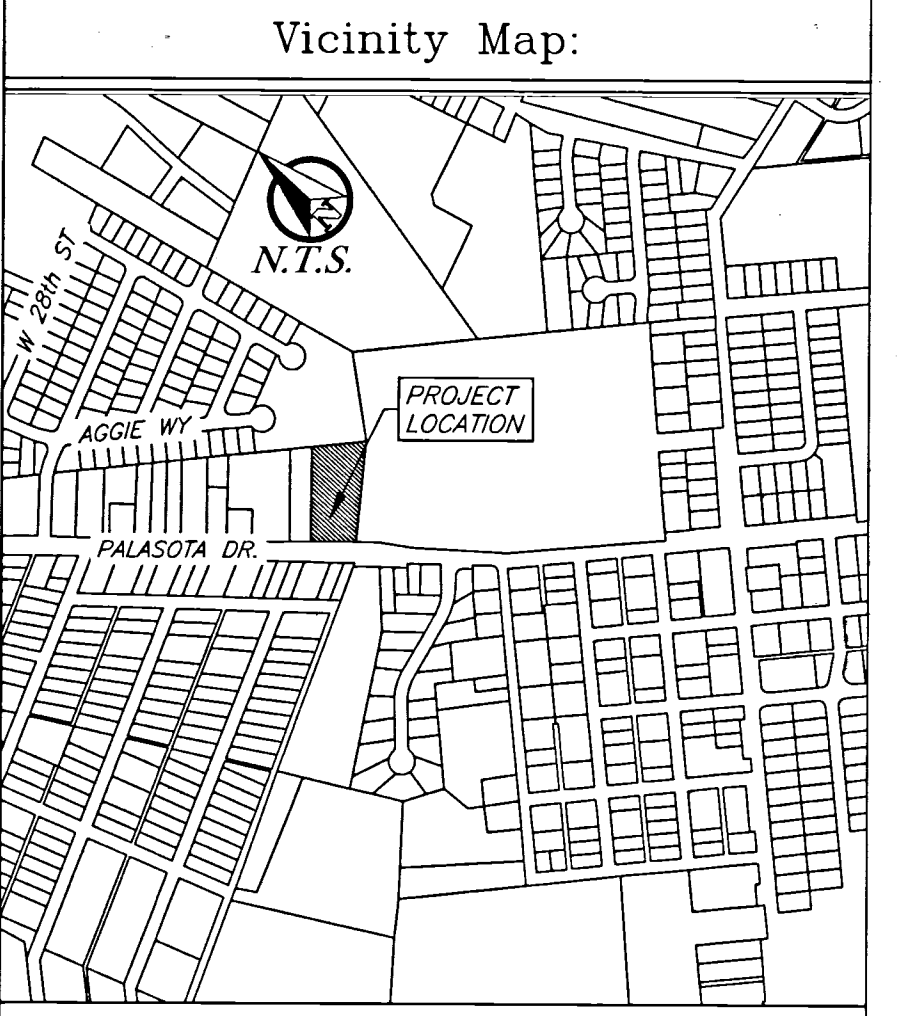 Vicinity Map:
N
N.T.S.
W 28th ST
PROJECT
LOCATION
AGGIE WY
PALASOTA DR.